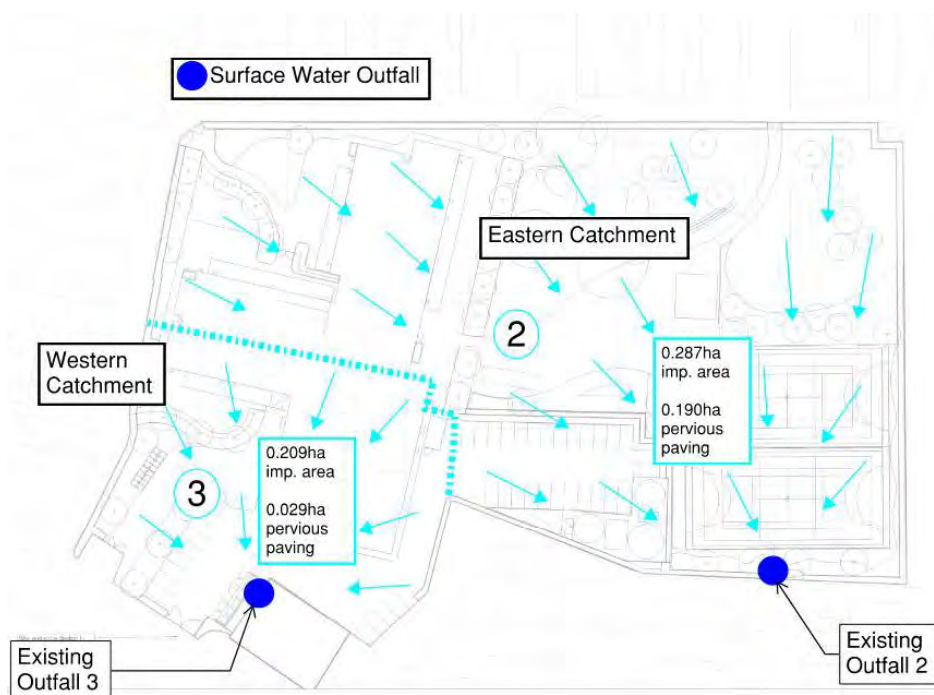 Surface Water Outfall
Eastern Catchment
2
Western
Catchment
0.287ha
imp. area
0.190ha
pervious
paving
3
0.209ha
imp. area
0.029ha
pervious
paving
Existing
Outfall 3
Existing
Outfall 2